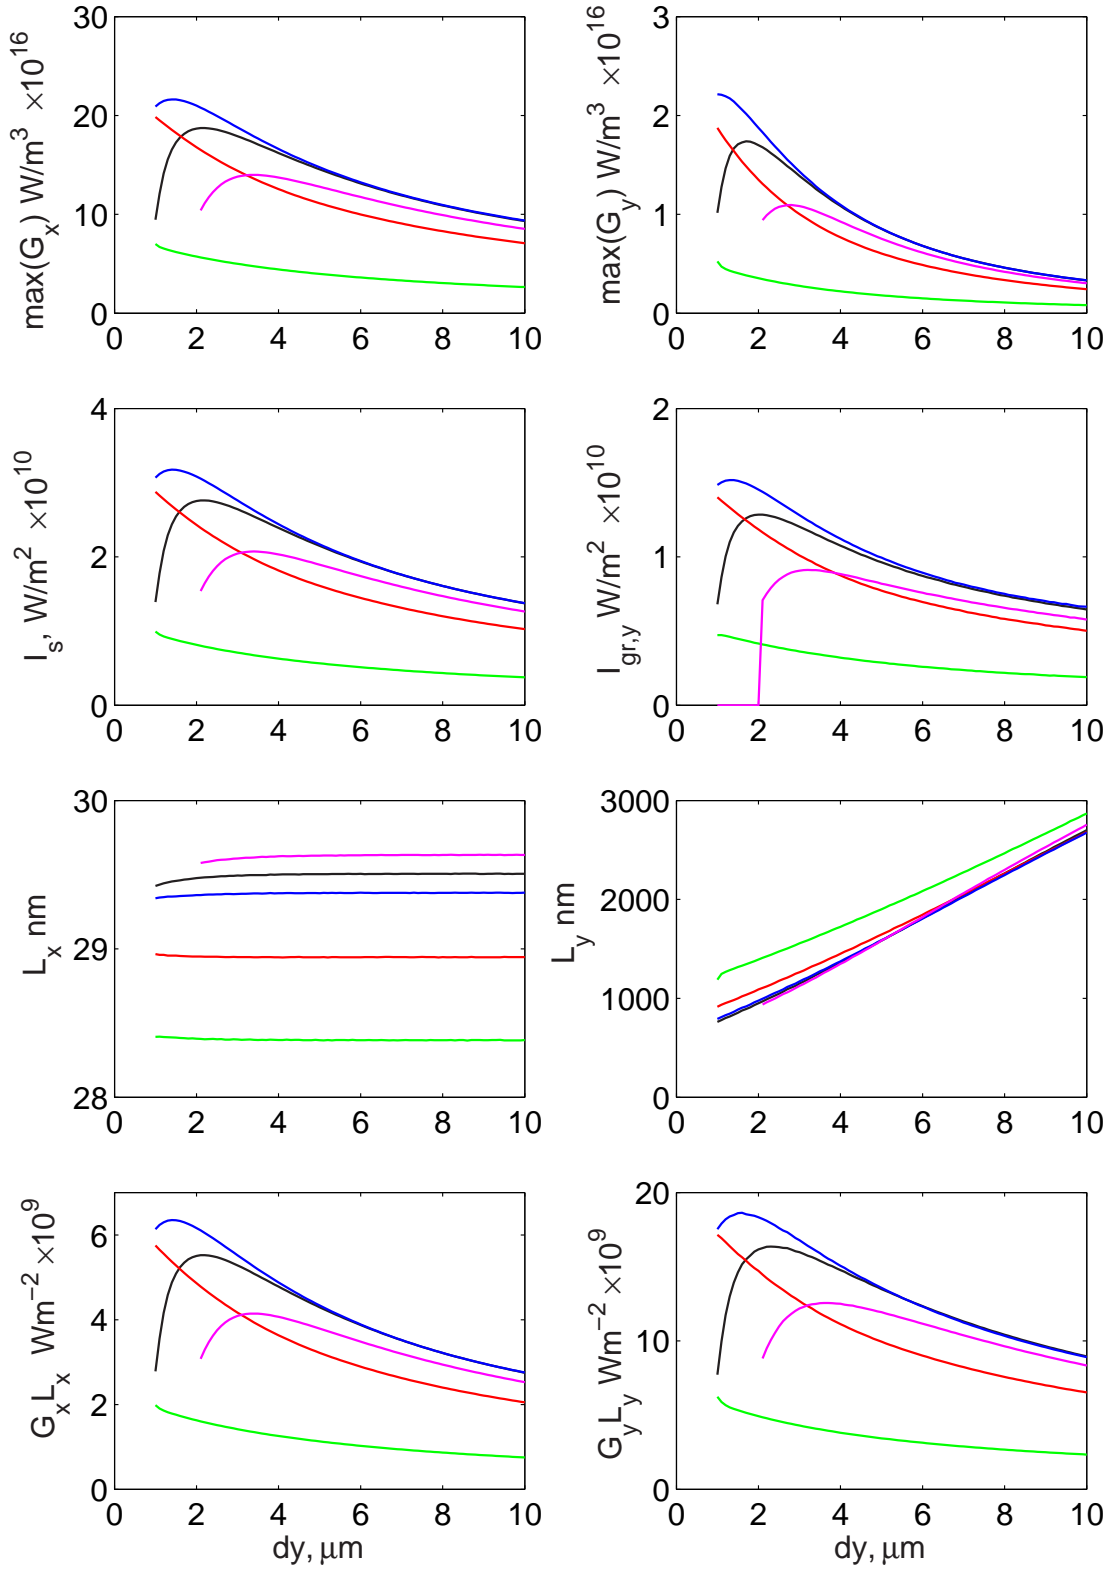 max(G_x) W/m^3 ×10^16
30
20
10
0
0 2 4 6 8 10
max(G_y) W/m^3 ×10^16
3
2
1
0
0 2 4 6 8 10
I_s, W/m^2 ×10^10
4
2
0
0 2 4 6 8 10
I_gr,y W/m^2 ×10^10
2
1
0
0 2 4 6 8 10
L_x nm
30
29
28
0 2 4 6 8 10
L_y nm
3000
2000
1000
0
0 2 4 6 8 10
G_x L_x Wm^−2 ×10^9
6
4
2
0
0 2 4 6 8 10
dy, μm
G_y L_y Wm^−2 ×10^9
20
10
0
0 2 4 6 8 10
dy, μm